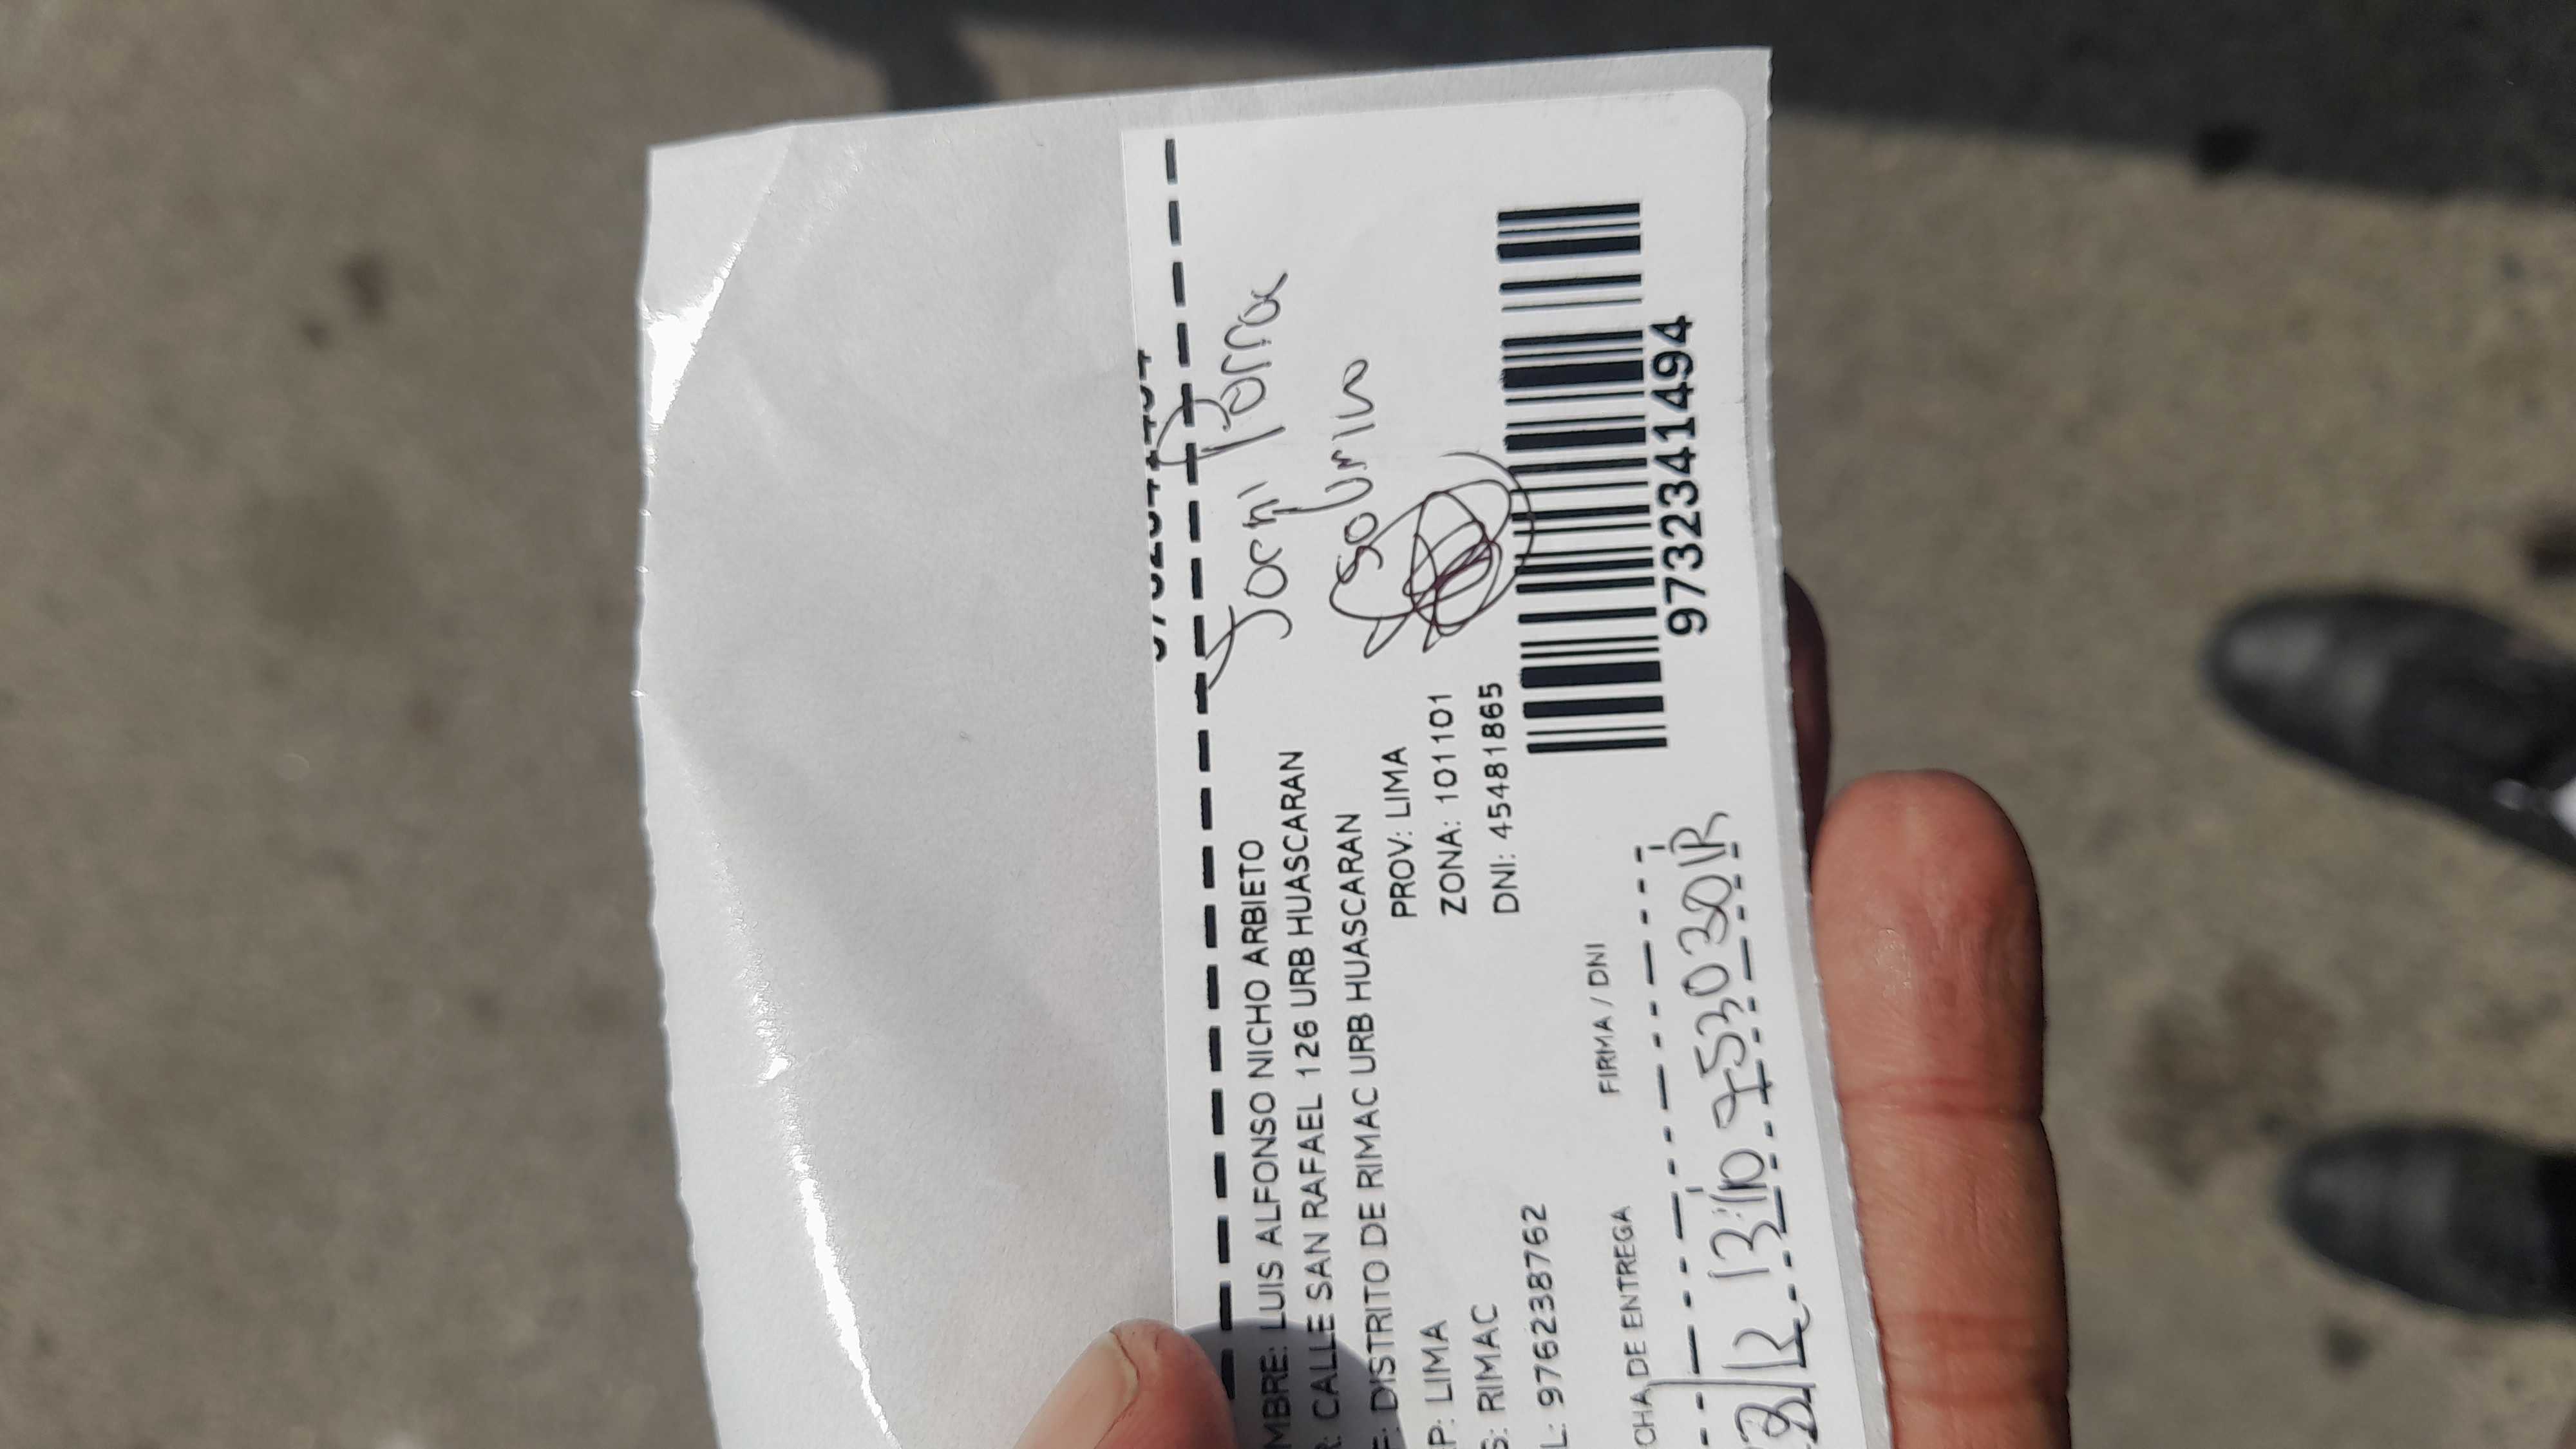 MBRE: LUIS ALFONSO NICHO ARBIETO
R: CALLE SAN RAFAEL 126 URB HUASCARAN
F: DISTRITO DE RIMAC URB HUASCARAN
P: LIMA PROV: LIMA
S: RIMAC ZONA: 101101
L: 976238762 DNI: 45481865
Porra
9732341494
CHA DE ENTREGA FIRMA / DNI
13:10